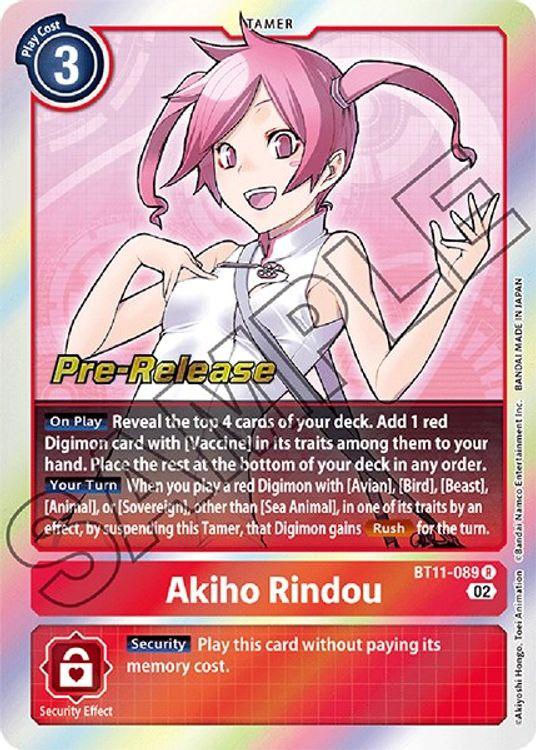 TAMER
Play Cost
3
Pre-Release
On Play Reveal the top 4 cards of your deck. Add 1 red
Digimon card with [Vaccine] in its traits among them to your
hand. Place the rest at the bottom of your deck in any order.
Your Turn When you play a red Digimon with [Avian], [Bird], [Beast],
[Animal], or [Sovereign], other than [Sea Animal], in one of its traits by an
effect, by suspending this Tamer, that Digimon gains Rush for the turn.
SAMPLE
BT11-089 R
Akiho Rindou
02
Security Play this card without paying its
memory cost.
Security Effect
©Akiyoshi Hongo, Toei Animation ©Bandai Namco Entertainment Inc. BANDAI MADE IN JAPAN